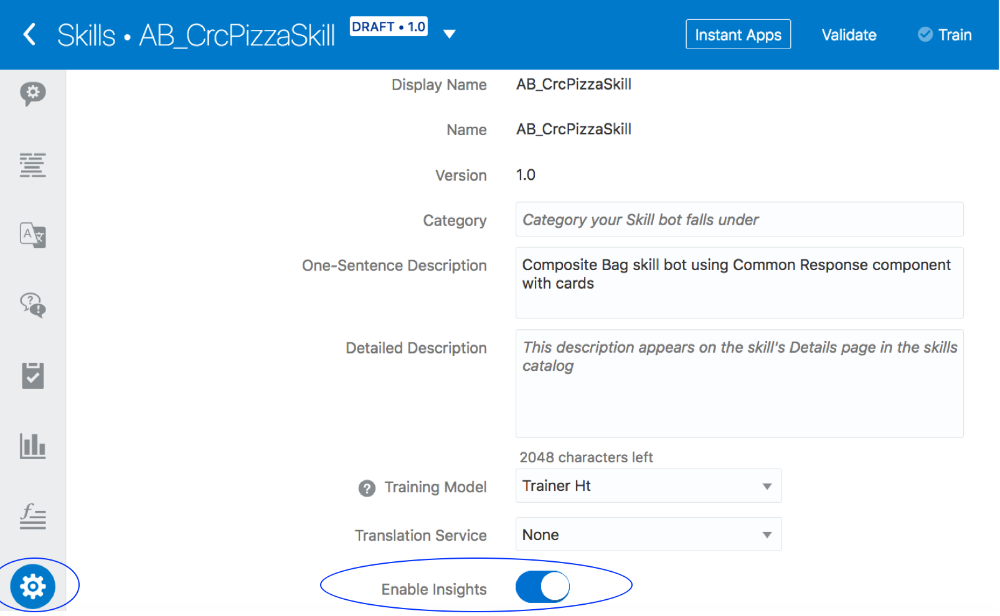 Skills • AB_CrcPizzaSkill
DRAFT • 1.0
Instant Apps
Validate
Train
Display Name
AB_CrcPizzaSkill
Name
AB_CrcPizzaSkill
Version
1.0
Category
Category your Skill bot falls under
One-Sentence Description
Composite Bag skill bot using Common Response component
with cards
Detailed Description
This description appears on the skill's Details page in the skills
catalog
2048 characters left
? Training Model
Trainer Ht
Translation Service
None
Enable Insights